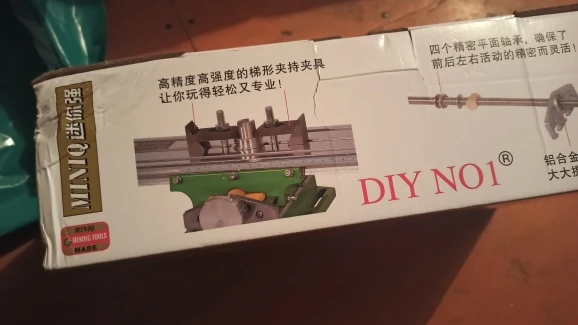 高精度高强度的梯形夹持夹具
让你玩得轻松又专业！
四个精密平面轴承，确保了
前后左右活动的精密而灵活！
MINIQ 迷你强
DIY NO1®
铝合金
大大
MINIQ
MINING TOOLS
MADE